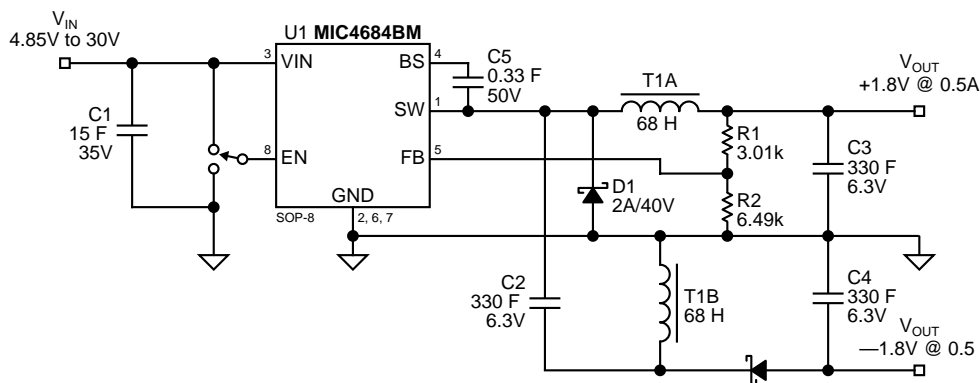 V_IN
4.85V to 30V
U1 MIC4684BM
3
VIN
BS
4
C5
0.33 F
50V
T1A
68 H
V_OUT
+1.8V @ 0.5A
C1
15 F
35V
SW
1
8
EN
FB
5
R1
3.01k
C3
330 F
6.3V
GND
SOP-8
2, 6, 7
D1
2A/40V
R2
6.49k
C2
330 F
6.3V
T1B
68 H
C4
330 F
6.3V
V_OUT
—1.8V @ 0.5